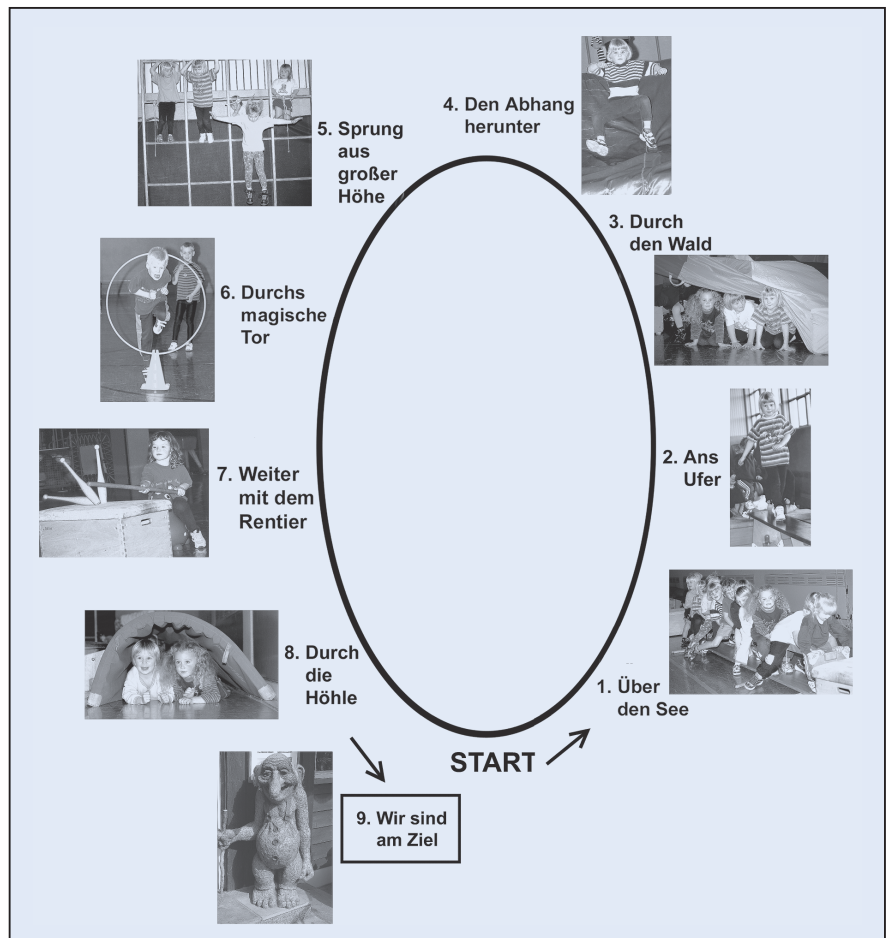 START
1. Über
den See
2. Ans
Ufer
3. Durch
den Wald
4. Den Abhang
herunter
5. Sprung
aus
großer
Höhe
6. Durchs
magische
Tor
7. Weiter
mit dem
Rentier
8. Durch
die
Höhle
9. Wir sind
am Ziel